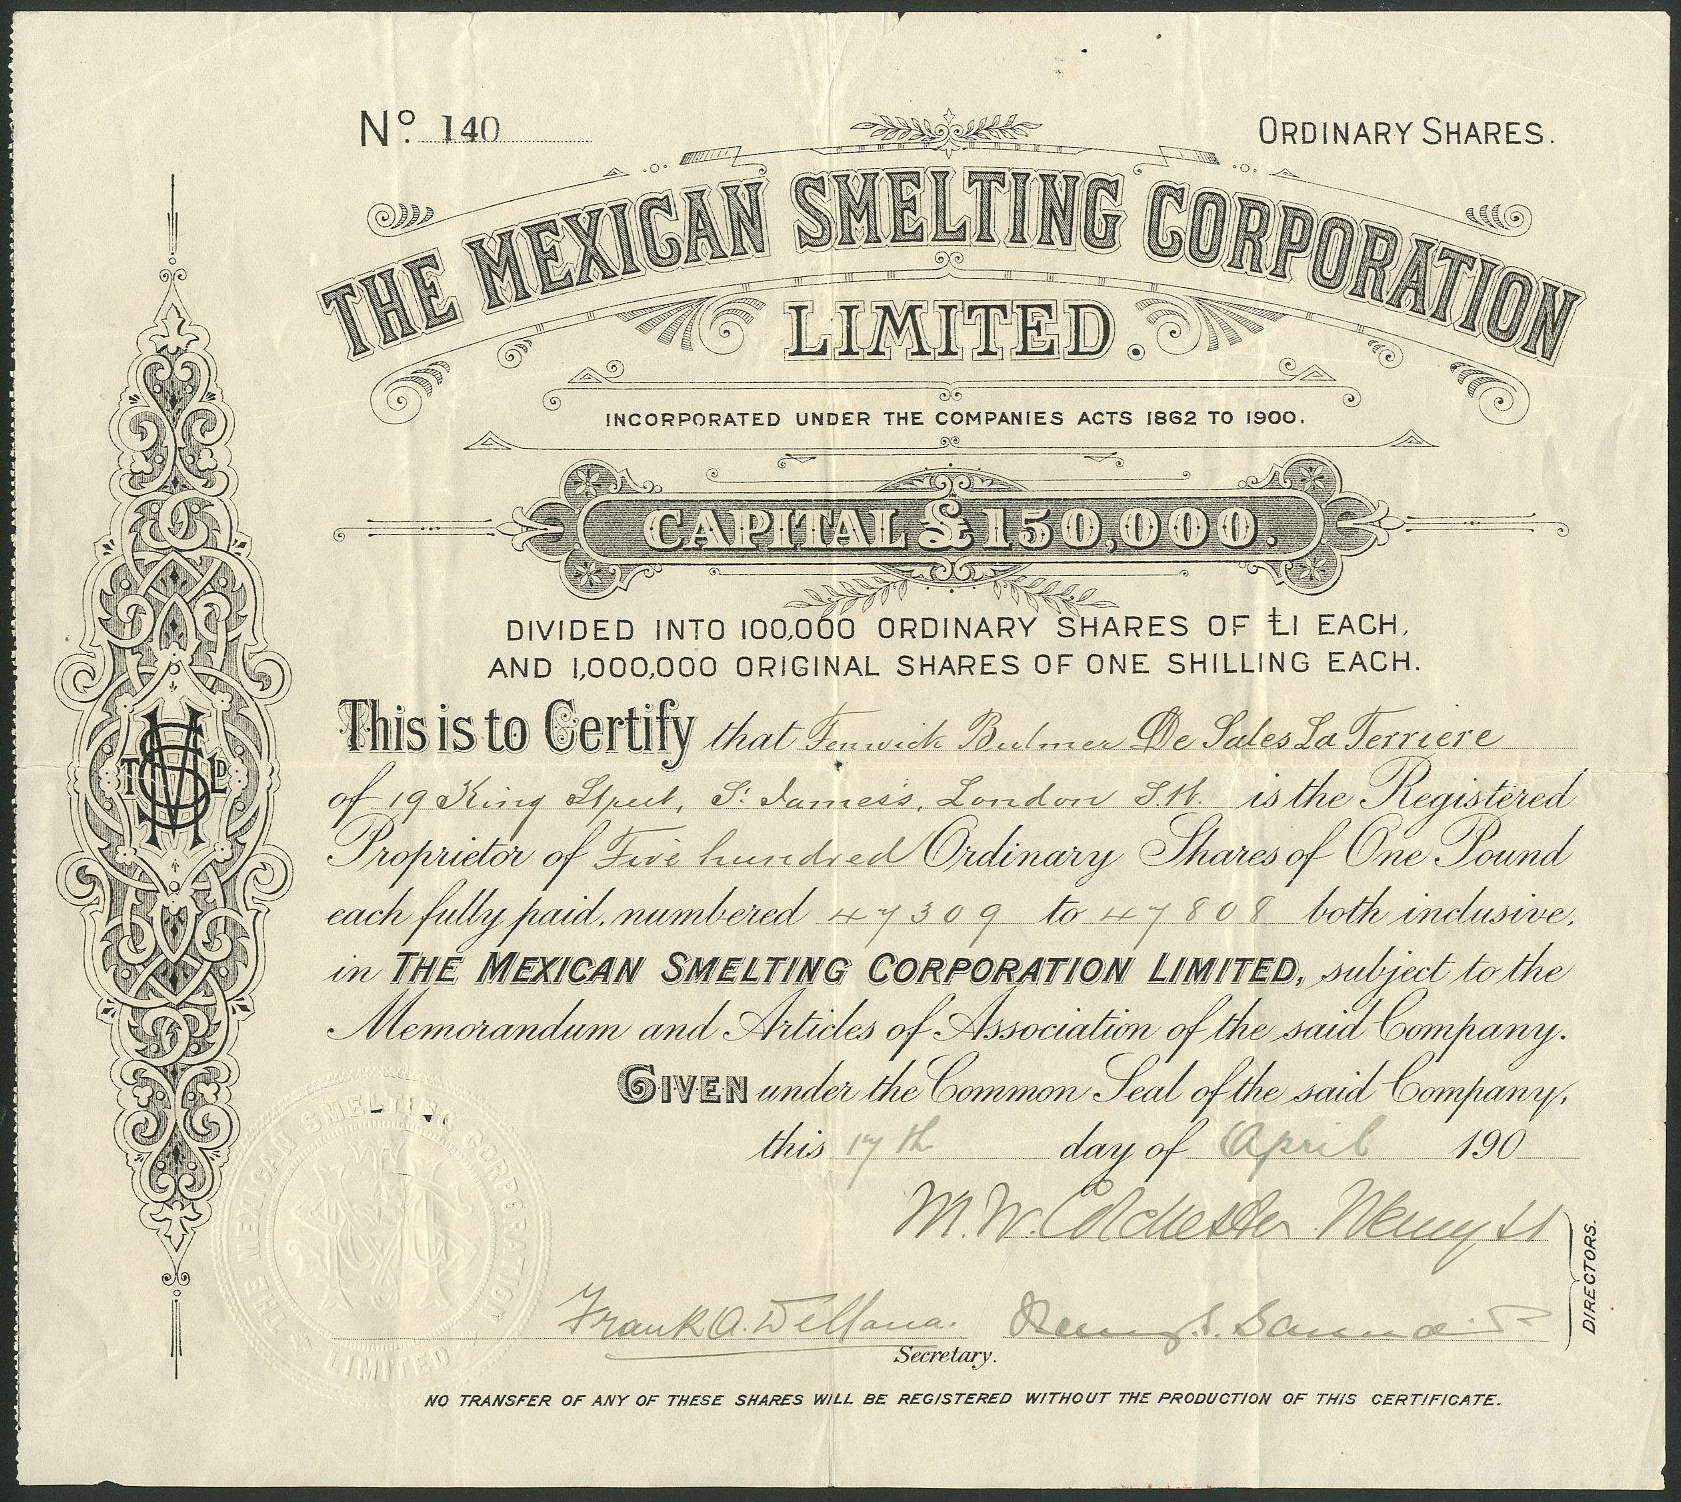 No. 140
ORDINARY SHARES.
THE MEXICAN SMELTING CORPORATION
LIMITED.
INCORPORATED UNDER THE COMPANIES ACTS 1862 TO 1900.
CAPITAL £150,000.
DIVIDED INTO 100,000 ORDINARY SHARES OF £1 EACH,
AND 1,000,000 ORIGINAL SHARES OF ONE SHILLING EACH.
This is to Certify that Fenwick Bulmer De Sales La Terriere
of 19 King Street, St James's, London S.W. is the Registered
Proprietor of Five hundred Ordinary Shares of One Pound
each fully paid, numbered 47309 to 47808 both inclusive,
in THE MEXICAN SMELTING CORPORATION LIMITED, subject to the
Memorandum and Articles of Association of the said Company.
GIVEN under the Common Seal of the said Company,
this 17th day of April 190
M. W. Colchester Wemyss
Frank A.
Henry S.
DIRECTORS.
Secretary.
THE MEXICAN SMELTING CORPORATION LIMITED
NO TRANSFER OF ANY OF THESE SHARES WILL BE REGISTERED WITHOUT THE PRODUCTION OF THIS CERTIFICATE.